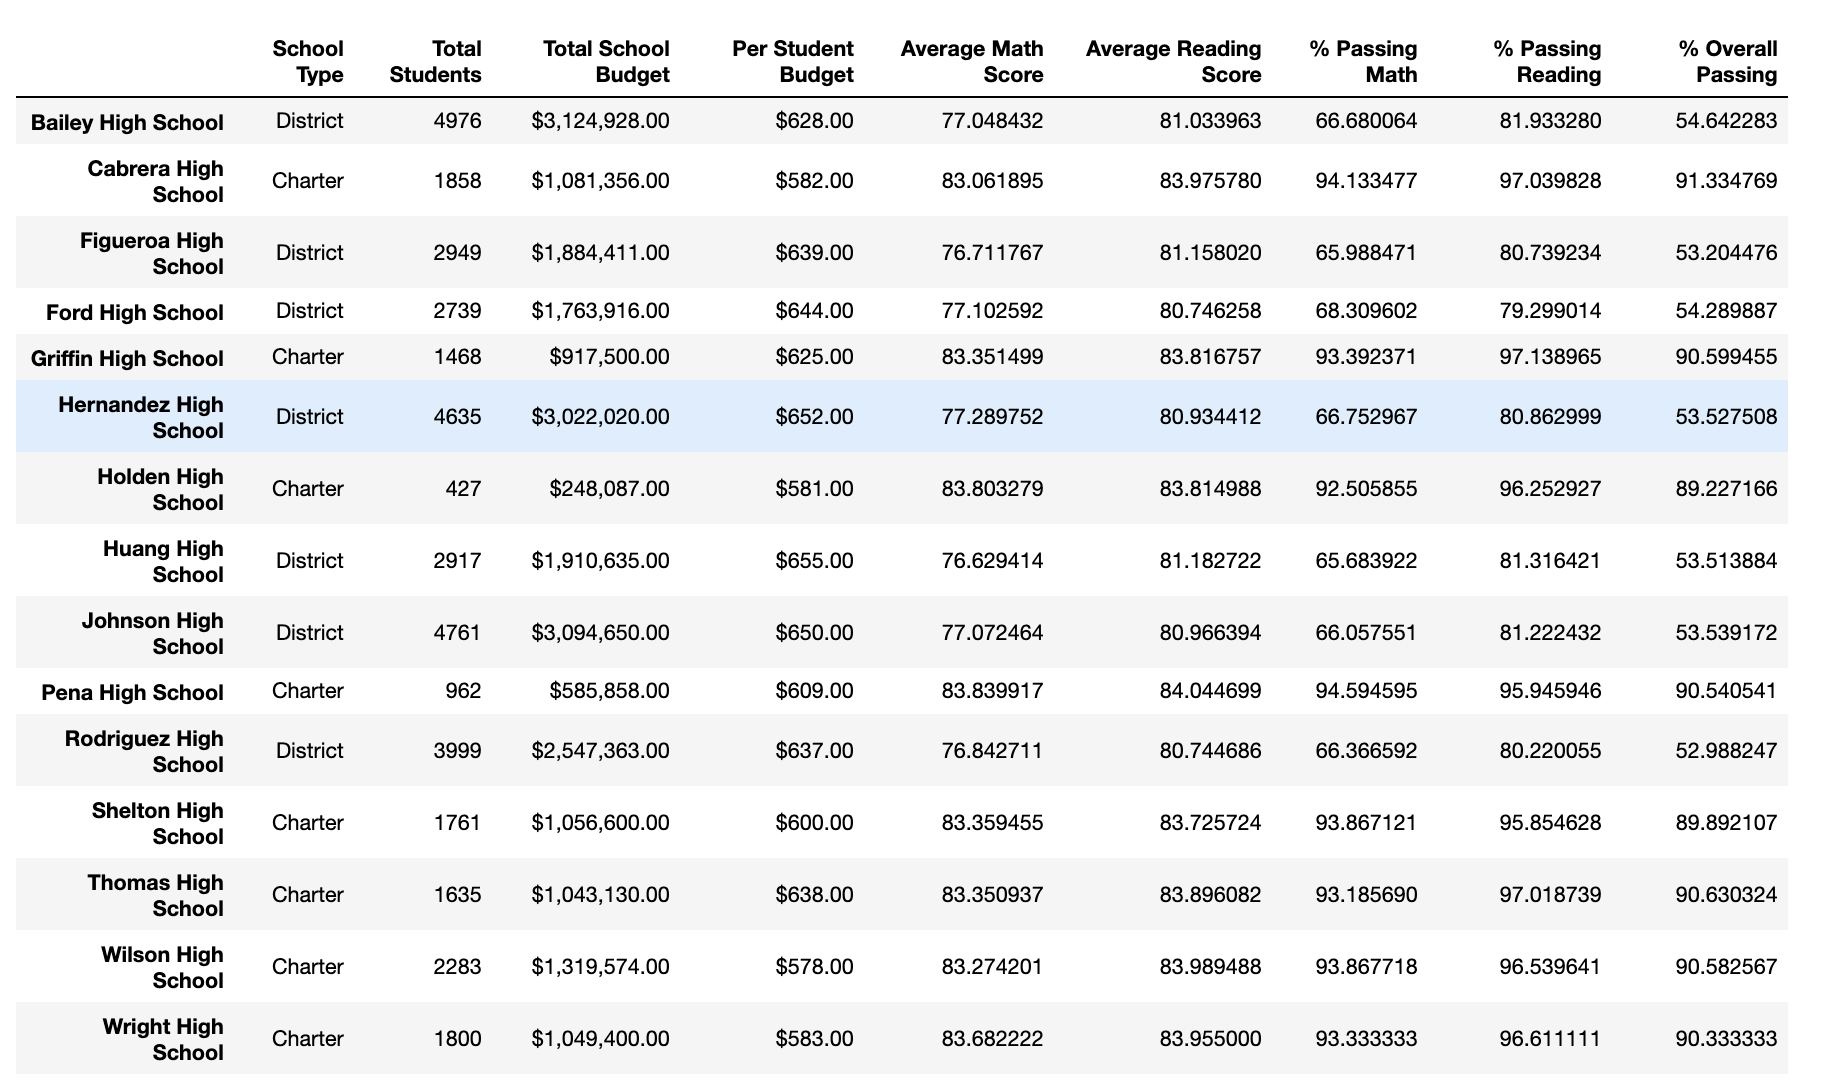 School Type Total Students Total School Budget Per Student Budget Average Math Score Average Reading Score % Passing Math % Passing Reading % Overall Passing
Bailey High School District 4976 $3,124,928.00 $628.00 77.048432 81.033963 66.680064 81.933280 54.642283
Cabrera High School Charter 1858 $1,081,356.00 $582.00 83.061895 83.975780 94.133477 97.039828 91.334769
Figueroa High School District 2949 $1,884,411.00 $639.00 76.711767 81.158020 65.988471 80.739234 53.204476
Ford High School District 2739 $1,763,916.00 $644.00 77.102592 80.746258 68.309602 79.299014 54.289887
Griffin High School Charter 1468 $917,500.00 $625.00 83.351499 83.816757 93.392371 97.138965 90.599455
Hernandez High School District 4635 $3,022,020.00 $652.00 77.289752 80.934412 66.752967 80.862999 53.527508
Holden High School Charter 427 $248,087.00 $581.00 83.803279 83.814988 92.505855 96.252927 89.227166
Huang High School District 2917 $1,910,635.00 $655.00 76.629414 81.182722 65.683922 81.316421 53.513884
Johnson High School District 4761 $3,094,650.00 $650.00 77.072464 80.966394 66.057551 81.222432 53.539172
Pena High School Charter 962 $585,858.00 $609.00 83.839917 84.044699 94.594595 95.945946 90.540541
Rodriguez High School District 3999 $2,547,363.00 $637.00 76.842711 80.744686 66.366592 80.220055 52.988247
Shelton High School Charter 1761 $1,056,600.00 $600.00 83.359455 83.725724 93.867121 95.854628 89.892107
Thomas High School Charter 1635 $1,043,130.00 $638.00 83.350937 83.896082 93.185690 97.018739 90.630324
Wilson High School Charter 2283 $1,319,574.00 $578.00 83.274201 83.989488 93.867718 96.539641 90.582567
Wright High School Charter 1800 $1,049,400.00 $583.00 83.682222 83.955000 93.333333 96.611111 90.333333